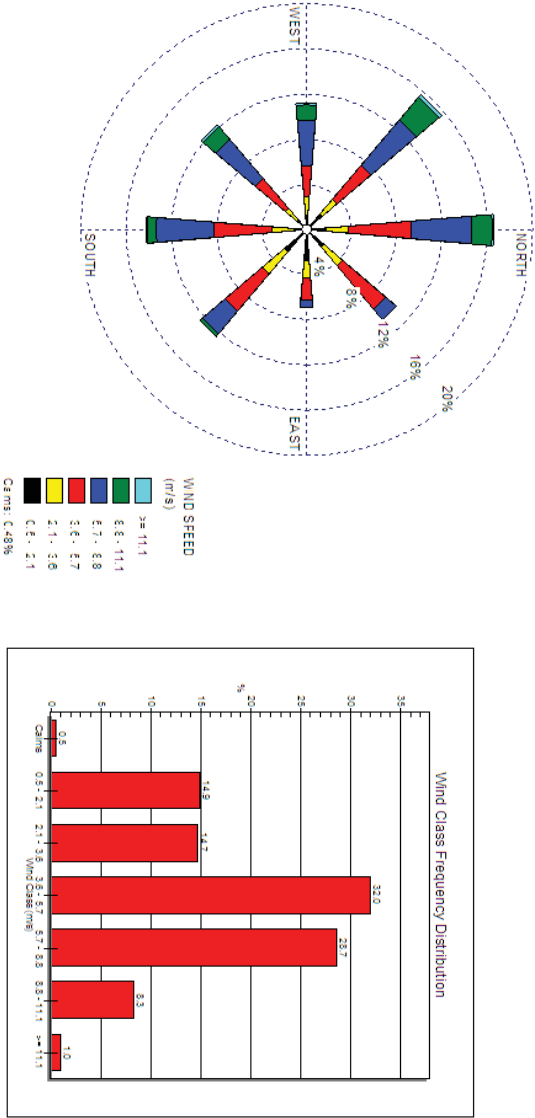 NORTH
WEST
EAST
SOUTH
4%
8%
12%
16%
20%
WIND SPEED
(m/s)
>= 11.1
8.8 - 11.1
5.7 - 8.8
3.6 - 5.7
2.1 - 3.6
0.5 - 2.1
Calms: 0.48%
Wind Class Frequency Distribution
%
35
30
25
20
15
10
5
0
0.5
14.9
14.7
32.0
28.7
8.3
1.0
Calms
0.5 - 2.1
2.1 - 3.6
3.6 - 5.7
5.7 - 8.8
8.8 - 11.1
>= 11.1
Wind Class (m/s)